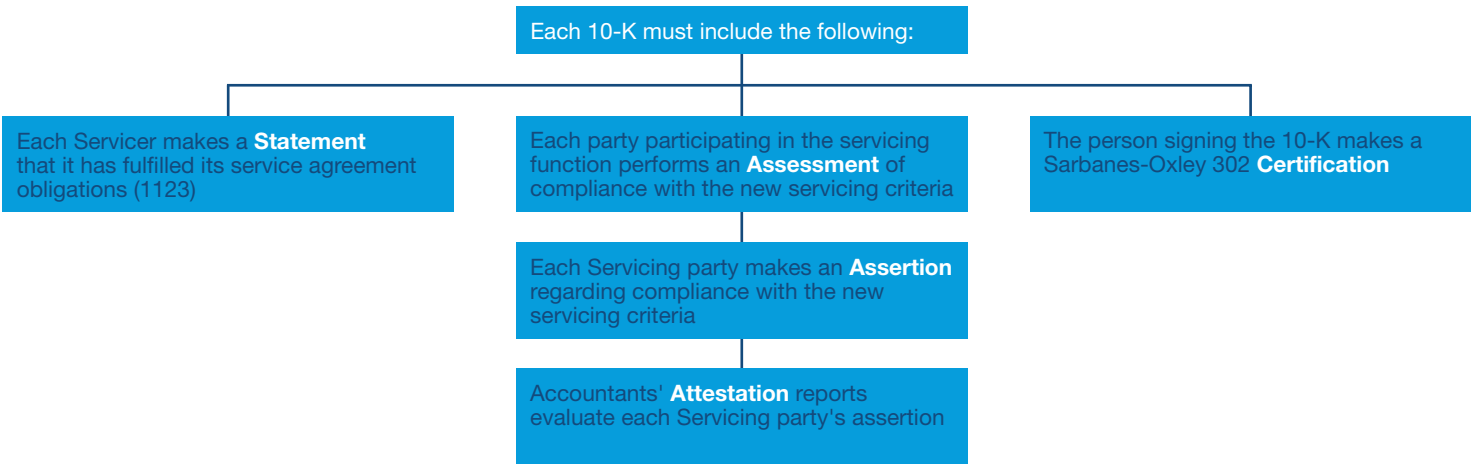 Each 10-K must include the following:
Each Servicer makes a Statement
that it has fulfilled its service agreement
obligations (1123)
Each party participating in the servicing
function performs an Assessment of
compliance with the new servicing criteria
The person signing the 10-K makes a
Sarbanes-Oxley 302 Certification
Each Servicing party makes an Assertion
regarding compliance with the new
servicing criteria
Accountants' Attestation reports
evaluate each Servicing party's assertion